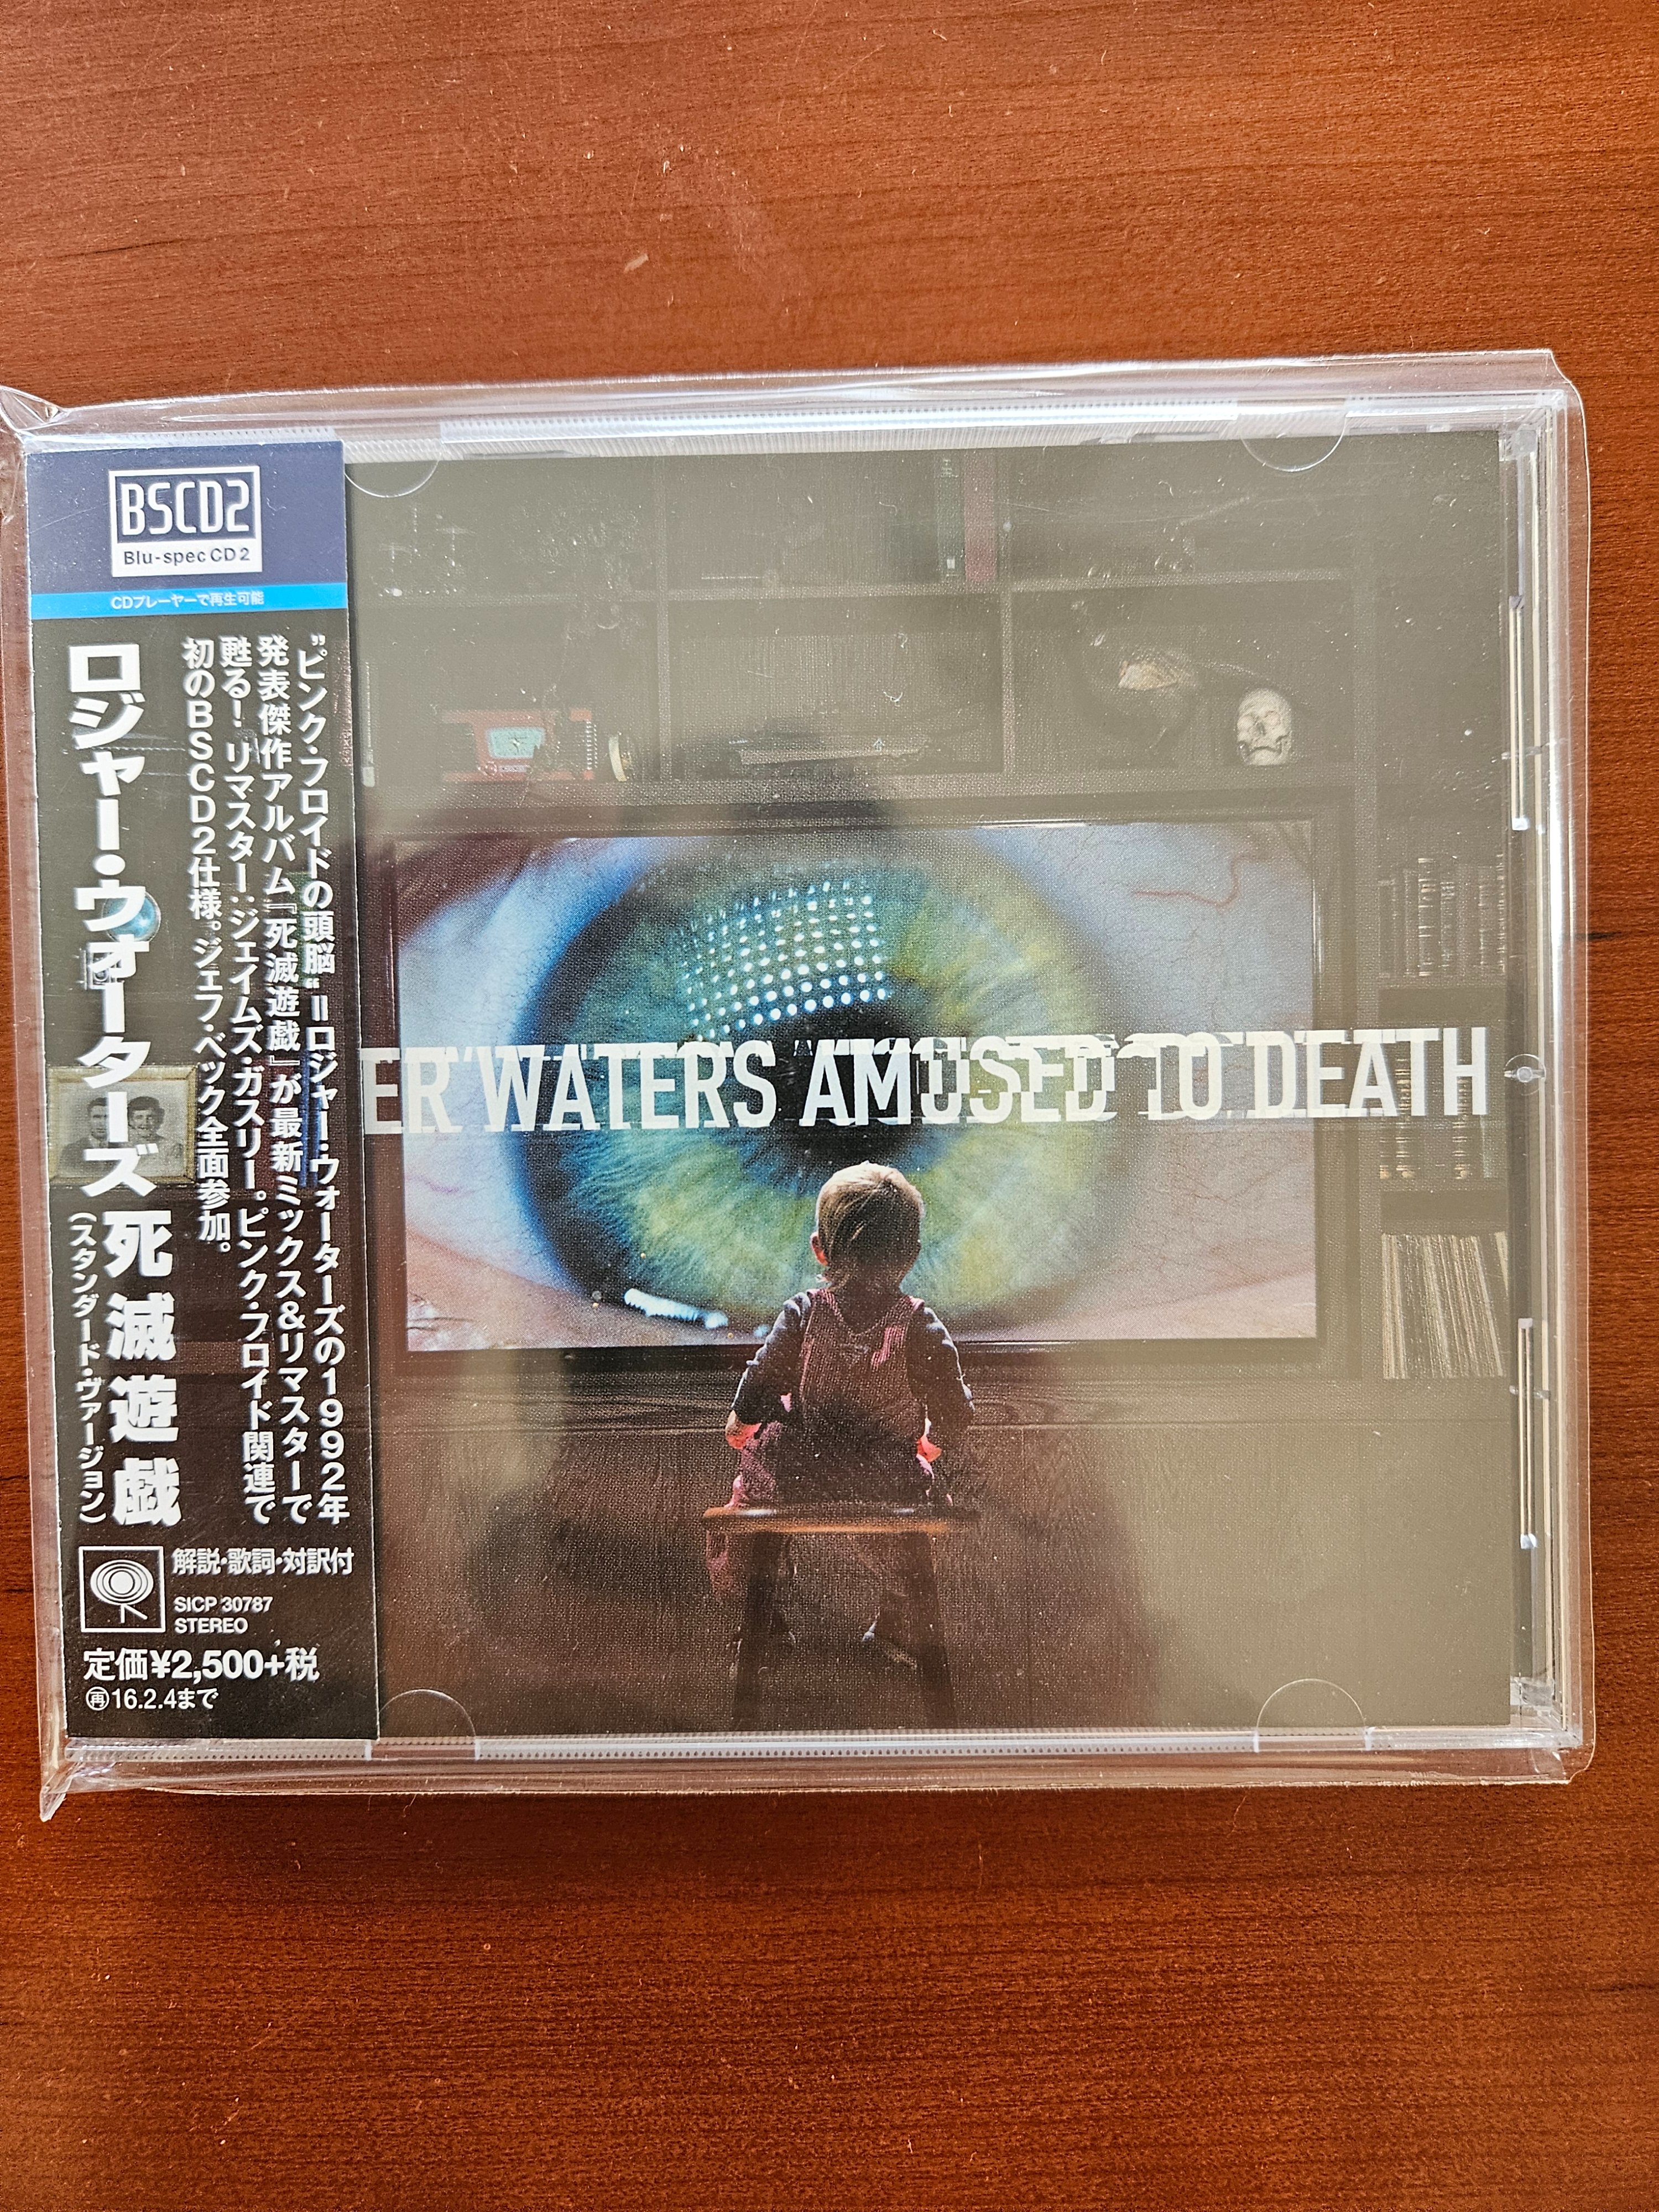 BSCD2
Blu-spec CD2
CDプレーヤーで再生可能
"ピンク・フロイドの頭脳"=ロジャー・ウォーターズの1992年
発表傑作アルバム『死滅遊戯』が最新ミックス&リマスターで
甦る! リマスター:ジェイムズ・ガスリー。ピンク・フロイド関連で
初のBSCD2仕様。ジェフ・ベック全面参加。
ロジャー・ウォーターズ 死滅遊戯
(スタンダード・ヴァージョン)
解説・歌詞・対訳付
SICP 30787
STEREO
定価¥2,500+税
再16.2.4まで
ER WATERS AMUSED TO DEATH